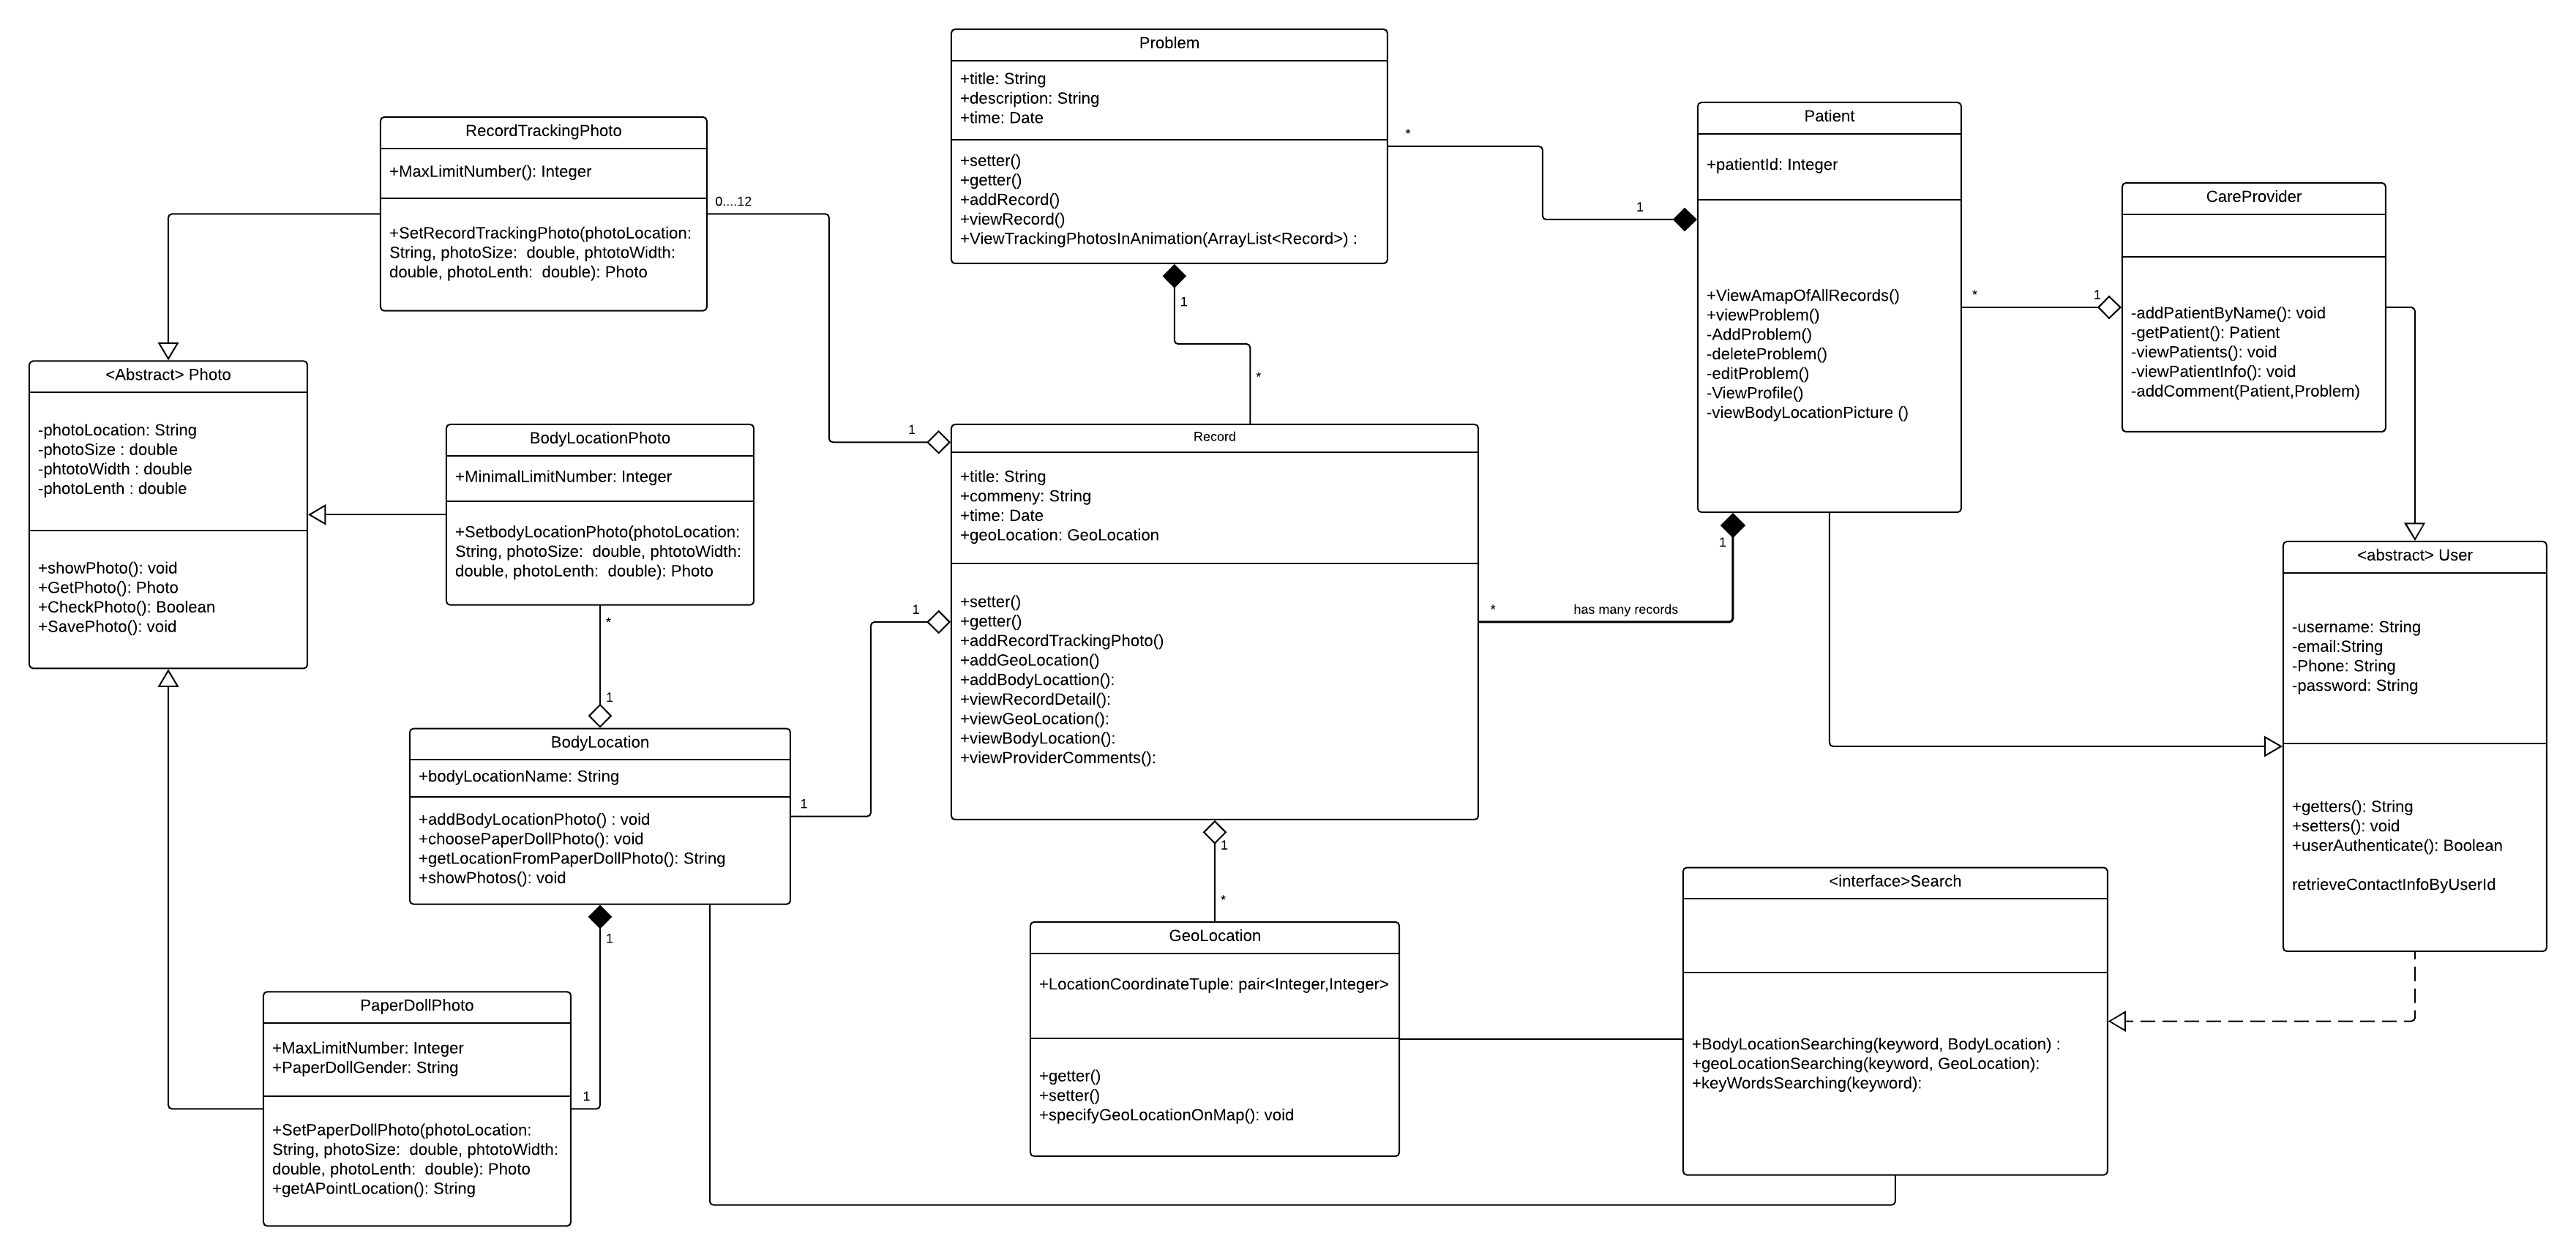 Problem
+title: String
+description: String
+time: Date
+setter()
+getter()
+addRecord()
+viewRecord()
+ViewTrackingPhotosInAnimation(ArrayList<Record>) :
*
1
1
*
Patient
+patientId: Integer
+ViewAmapOfAllRecords()
+viewProblem()
-AddProblem()
-deleteProblem()
-editProblem()
-ViewProfile()
-viewBodyLocationPicture ()
*
1
CareProvider
-addPatientByName(): void
-getPatient(): Patient
-viewPatients(): void
-viewPatientInfo(): void
-addComment(Patient,Problem)
RecordTrackingPhoto
+MaxLimitNumber(): Integer
+SetRecordTrackingPhoto(photoLocation:
String, photoSize:  double, phtotoWidth:
double, photoLenth:  double): Photo
0....12
1
<Abstract> Photo
-photoLocation: String
-photoSize : double
-phtotoWidth : double
-photoLenth : double
+showPhoto(): void
+GetPhoto(): Photo
+CheckPhoto(): Boolean
+SavePhoto(): void
BodyLocationPhoto
+MinimalLimitNumber: Integer
+SetbodyLocationPhoto(photoLocation:
String, photoSize:  double, phtotoWidth:
double, photoLenth:  double): Photo
*
1
Record
+title: String
+commeny: String
+time: Date
+geoLocation: GeoLocation
+setter()
+getter()
+addRecordTrackingPhoto()
+addGeoLocation()
+addBodyLocattion():
+viewRecordDetail():
+viewGeoLocation():
+viewBodyLocation():
+viewProviderComments():
1
*
has many records
1
<abstract> User
-username: String
-email:String
-Phone: String
-password: String
+getters(): String
+setters(): void
+userAuthenticate(): Boolean
retrieveContactInfoByUserId
BodyLocation
+bodyLocationName: String
+addBodyLocationPhoto() : void
+choosePaperDollPhoto(): void
+getLocationFromPaperDollPhoto(): String
+showPhotos(): void
1
1
1
1
*
GeoLocation
+LocationCoordinateTuple: pair<Integer,Integer>
+getter()
+setter()
+specifyGeoLocationOnMap(): void
<interface>Search
+BodyLocationSearching(keyword, BodyLocation) :
+geoLocationSearching(keyword, GeoLocation):
+keyWordsSearching(keyword):
PaperDollPhoto
+MaxLimitNumber: Integer
+PaperDollGender: String
+SetPaperDollPhoto(photoLocation:
String, photoSize:  double, phtotoWidth:
double, photoLenth:  double): Photo
+getAPointLocation(): String